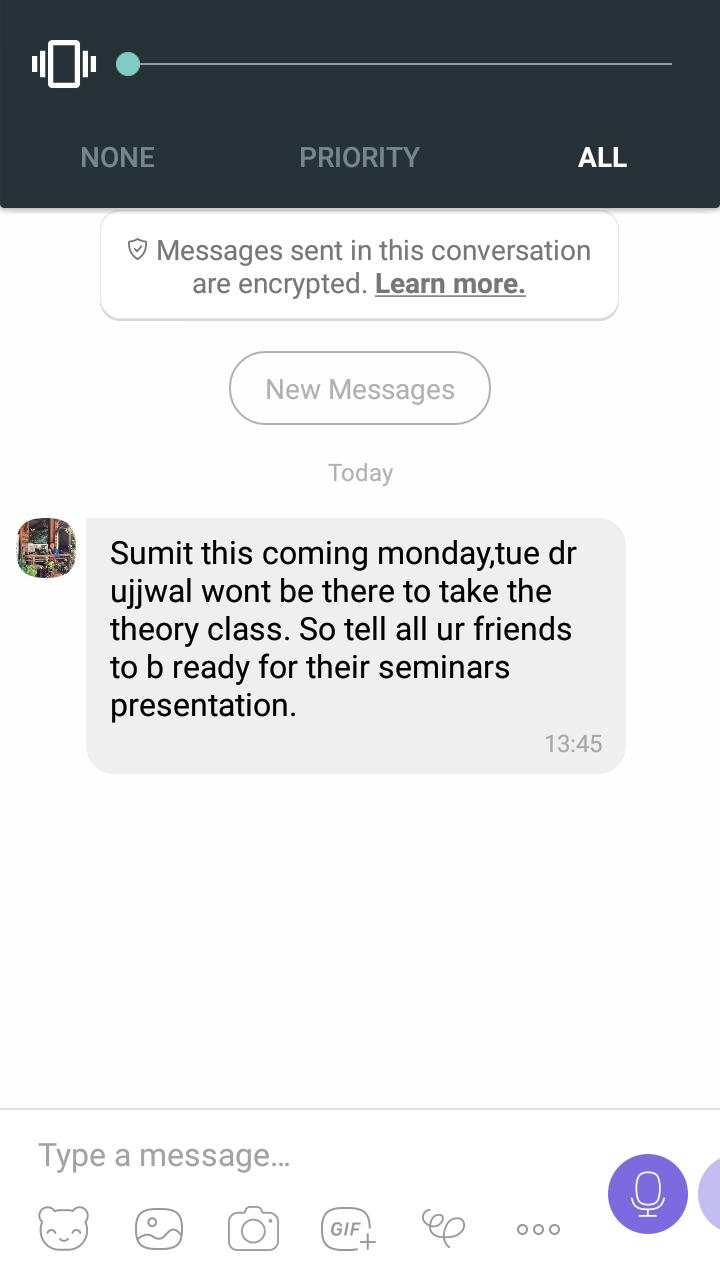 NONE PRIORITY ALL
Messages sent in this conversation
are encrypted. Learn more.
New Messages
Today
Sumit this coming monday,tue dr
ujjwal wont be there to take the
theory class. So tell all ur friends
to b ready for their seminars
presentation.
13:45
Type a message...
GIF